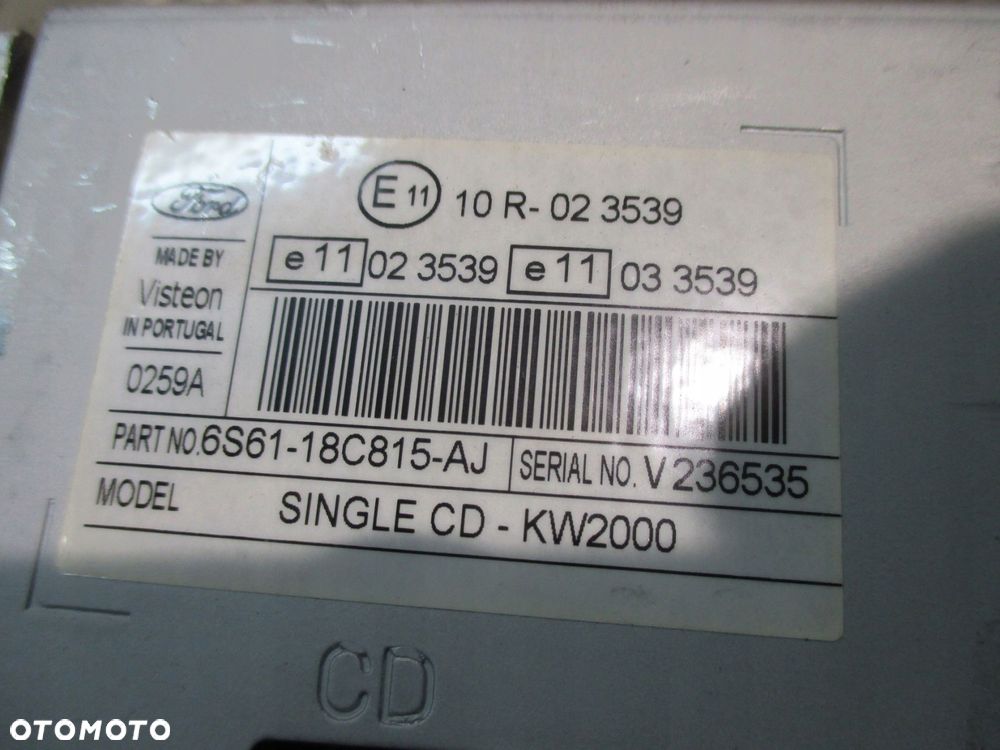 Ford
E 11 10 R- 02 3539
e 11 02 3539 e 11 03 3539
MADE BY
Visteon
IN PORTUGAL
0259A
PART NO. 6S61-18C815-AJ SERIAL NO. V 236535
MODEL SINGLE CD - KW2000
CD
OTOMOTO